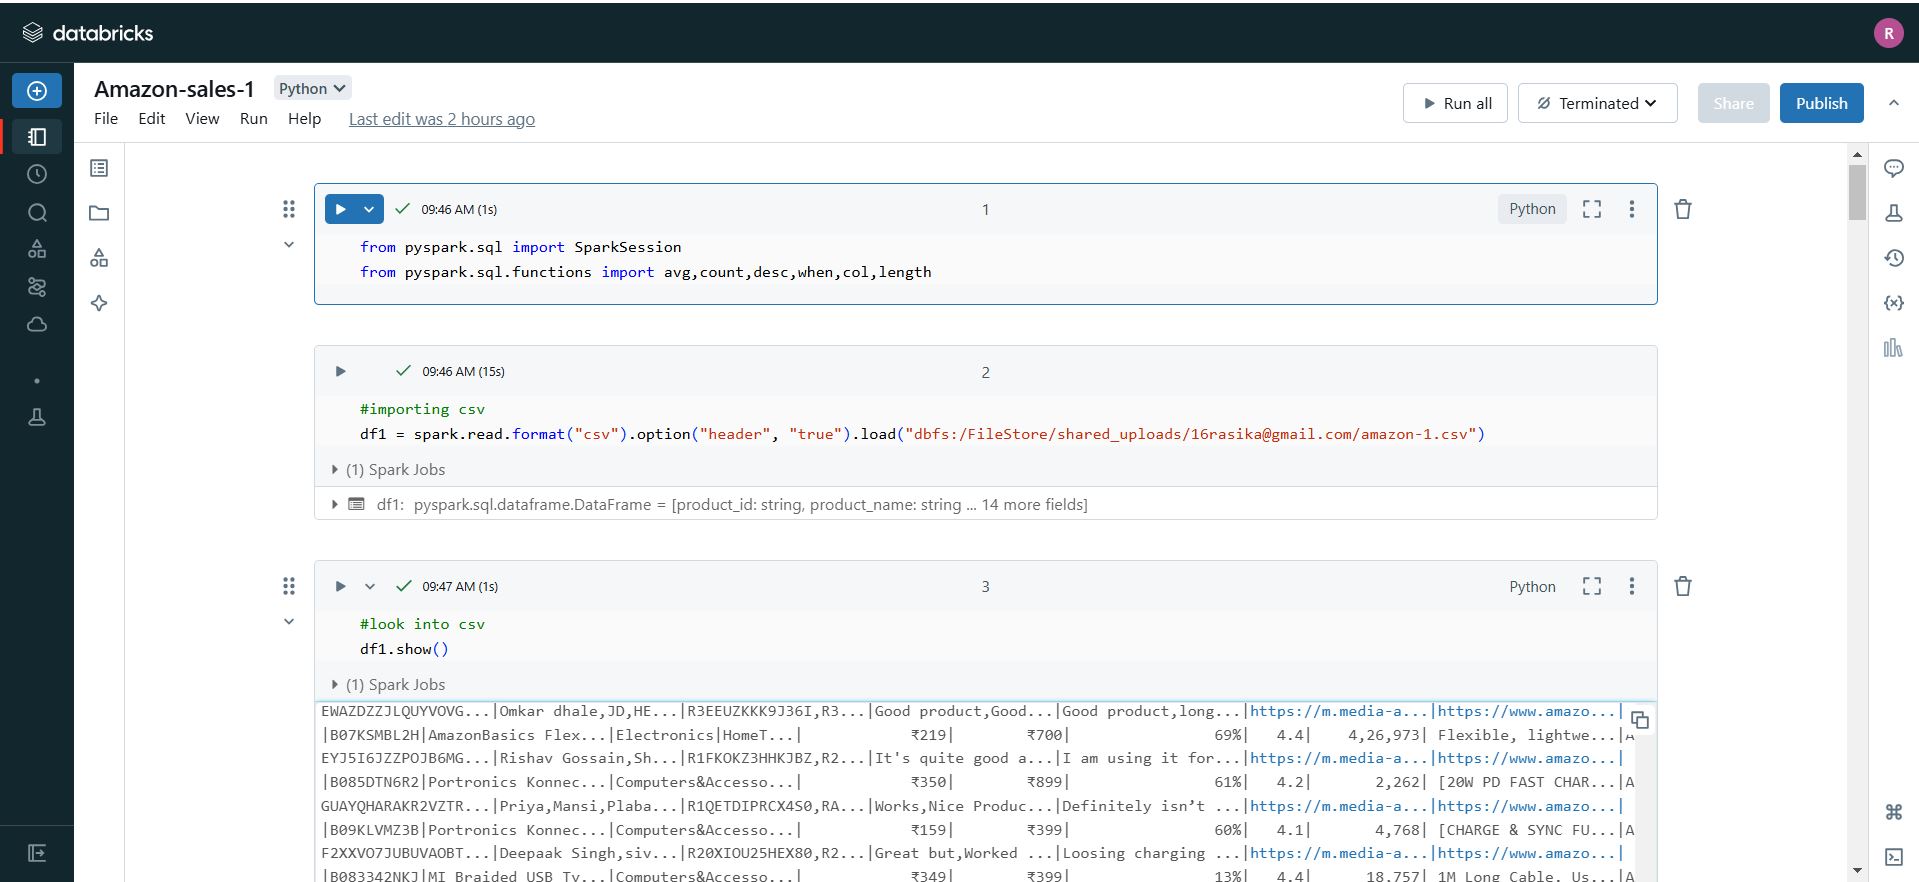 databricks
R
Amazon-sales-1 Python
File Edit View Run Help Last edit was 2 hours ago
Run all Terminated Share Publish
09:46 AM (1s) 1 Python
from pyspark.sql import SparkSession
from pyspark.sql.functions import avg,count,desc,when,col,length
09:46 AM (15s) 2
#importing csv
df1 = spark.read.format("csv").option("header", "true").load("dbfs:/FileStore/shared_uploads/16rasika@gmail.com/amazon-1.csv")
(1) Spark Jobs
df1: pyspark.sql.dataframe.DataFrame = [product_id: string, product_name: string ... 14 more fields]
09:47 AM (1s) 3 Python
#look into csv
df1.show()
(1) Spark Jobs
EWAZDZZJLQUYVOVG...|Omkar dhale,JD,HE...|R3EEUZKKK9J36I,R3...|Good product,Good...|Good product,long...|https://m.media-a...|https://www.amazo...|
|B07KSMBL2H|AmazonBasics Flex...|Electronics|HomeT...| ₹219| ₹700| 69%| 4.4| 4,26,973| Flexible, lightwe...|A
EYJ5I6JZZPOJB6MG...|Rishav Gossain,Sh...|R1FKOKZ3HHKJBZ,R2...|It's quite good a...|I am using it for...|https://m.media-a...|https://www.amazo...|
|B085DTN6R2|Portronics Konnec...|Computers&Accesso...| ₹350| ₹899| 61%| 4.2| 2,262| [20W PD FAST CHAR...|A
GUAYQHARAKR2VZTR...|Priya,Mansi,Plaba...|R1QETDIPRCX4S0,RA...|Works,Nice Produc...|Definitely isn’t ...|https://m.media-a...|https://www.amazo...|
|B09KLVMZ3B|Portronics Konnec...|Computers&Accesso...| ₹159| ₹399| 60%| 4.1| 4,768| [CHARGE & SYNC FU...|A
F2XXVO7JUBUVAOBT...|Deepaak Singh,siv...|R20XIOU25HEX80,R2...|Great but,Worked ...|Loosing charging ...|https://m.media-a...|https://www.amazo...|
|B083342NKJ|MI Braided USB Ty...|Computers&Accesso...| ₹349| ₹399| 13%| 4.4| 18,757| 1M Long Cable. Us...|A